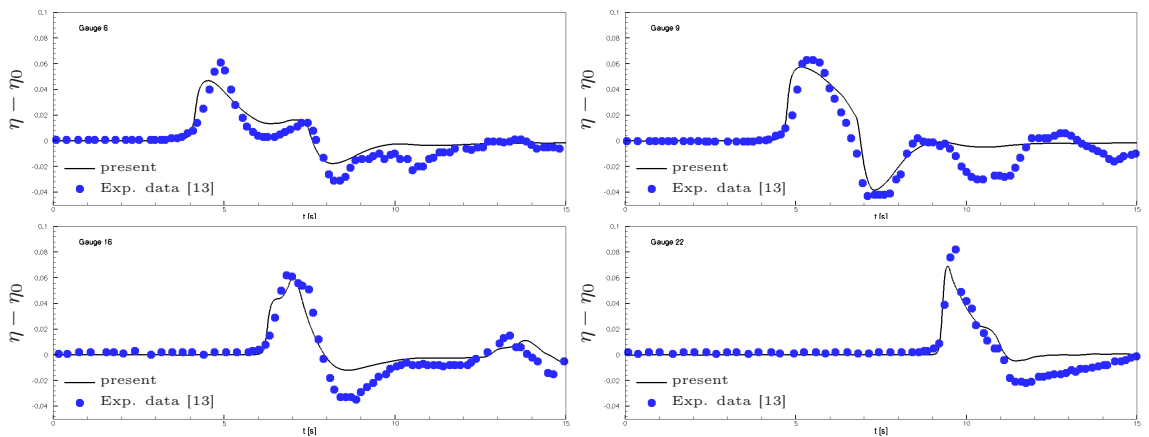 0.1
Gauge 6
0.08
0.06
0.04
0.02
0
-0.02
-0.04
η − η0
present
Exp. data [13]
0 5 10 15
t [s]
0.1
Gauge 9
0.08
0.06
0.04
0.02
0
-0.02
-0.04
η − η0
present
Exp. data [13]
0 5 10 15
t [s]
0.1
Gauge 16
0.08
0.06
0.04
0.02
0
-0.02
-0.04
η − η0
present
Exp. data [13]
0 5 10 15
t [s]
0.1
Gauge 22
0.08
0.06
0.04
0.02
0
-0.02
-0.04
η − η0
present
Exp. data [13]
0 5 10 15
t [s]